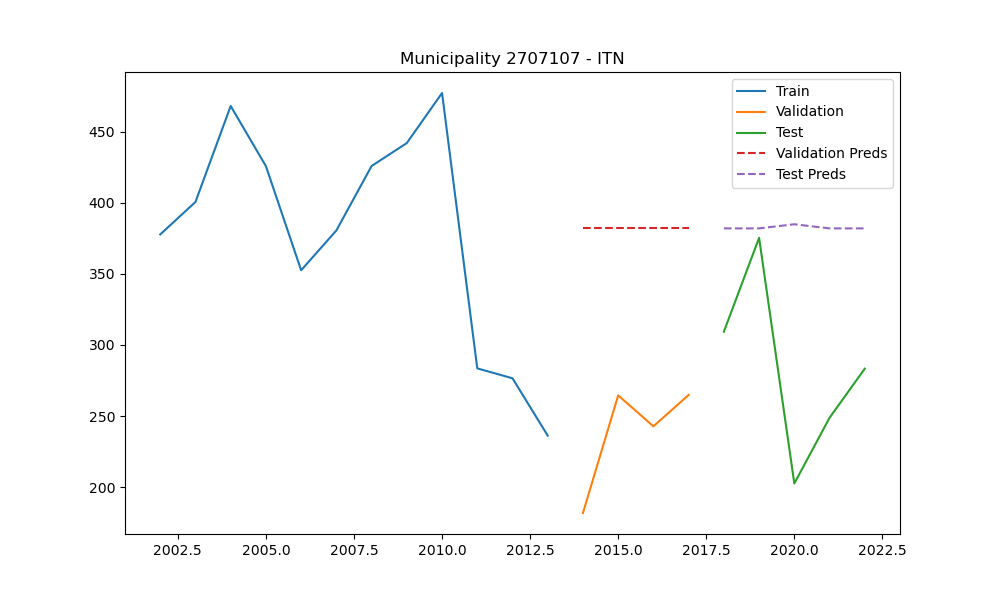 Municipality 2707107 - ITN
Train
Validation
Test
Validation Preds
Test Preds
450
400
350
300
250
200
2002.5 2005.0 2007.5 2010.0 2012.5 2015.0 2017.5 2020.0 2022.5